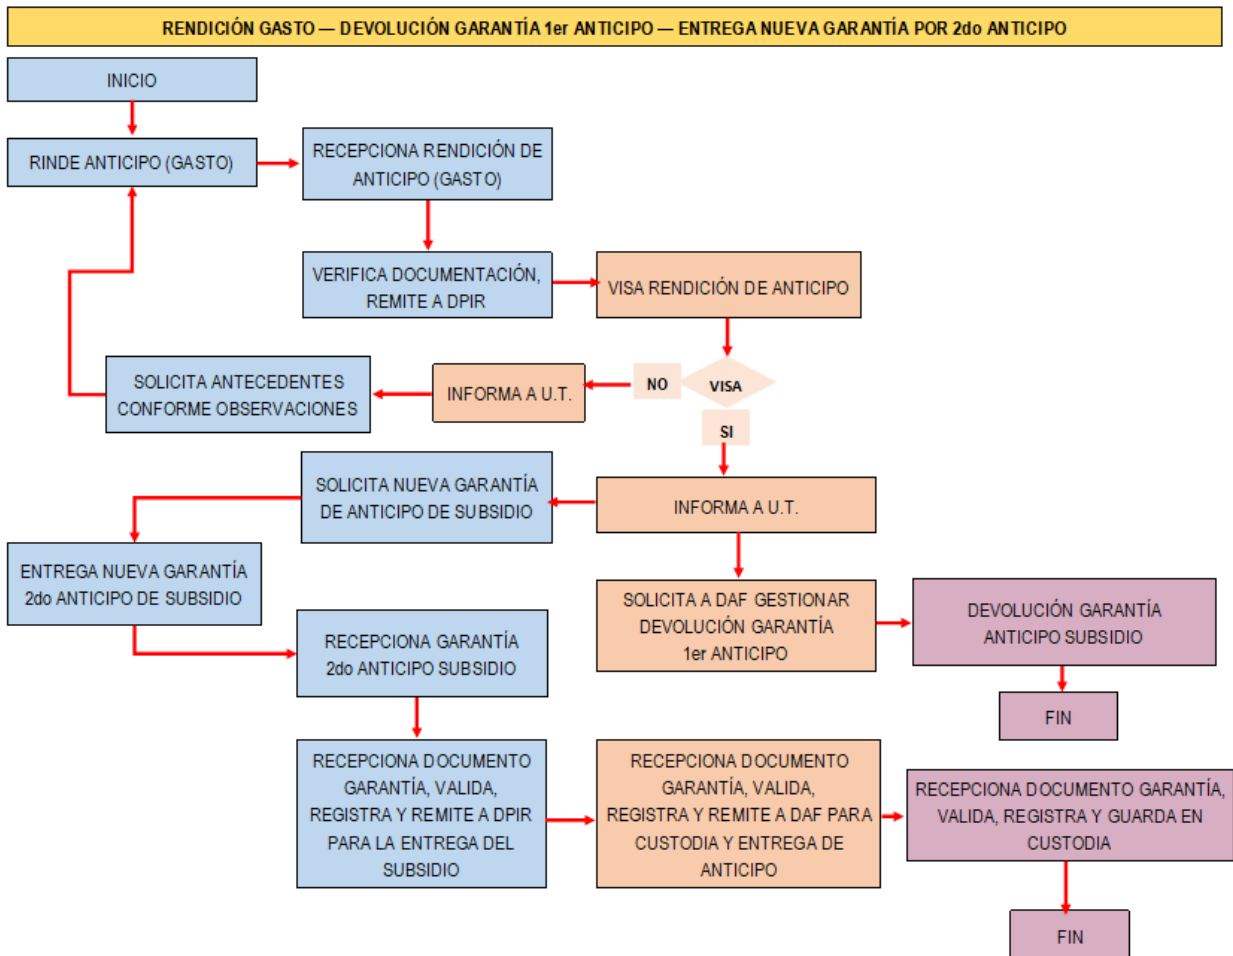 RENDICIÓN GASTO — DEVOLUCIÓN GARANTÍA 1er ANTICIPO — ENTREGA NUEVA GARANTÍA POR 2do ANTICIPO
INICIO
RINDE ANTICIPO (GASTO)
RECEPCIONA RENDICIÓN DE
ANTICIPO (GASTO)
VERIFICA DOCUMENTACIÓN,
REMITE A DPIR
VISA RENDICIÓN DE ANTICIPO
VISA
NO
INFORMA A U.T.
SOLICITA ANTECEDENTES
CONFORME OBSERVACIONES
SI
INFORMA A U.T.
SOLICITA NUEVA GARANTÍA
DE ANTICIPO DE SUBSIDIO
ENTREGA NUEVA GARANTÍA
2do ANTICIPO DE SUBSIDIO
SOLICITA A DAF GESTIONAR
DEVOLUCIÓN GARANTÍA
1er ANTICIPO
DEVOLUCIÓN GARANTÍA
ANTICIPO SUBSIDIO
FIN
RECEPCIONA GARANTÍA
2do ANTICIPO SUBSIDIO
RECEPCIONA DOCUMENTO
GARANTÍA, VALIDA,
REGISTRA Y REMITE A DPIR
PARA LA ENTREGA DEL
SUBSIDIO
RECEPCIONA DOCUMENTO
GARANTÍA, VALIDA,
REGISTRA Y REMITE A DAF PARA
CUSTODIA Y ENTREGA DE
ANTICIPO
RECEPCIONA DOCUMENTO GARANTÍA,
VALIDA, REGISTRA Y GUARDA EN
CUSTODIA
FIN